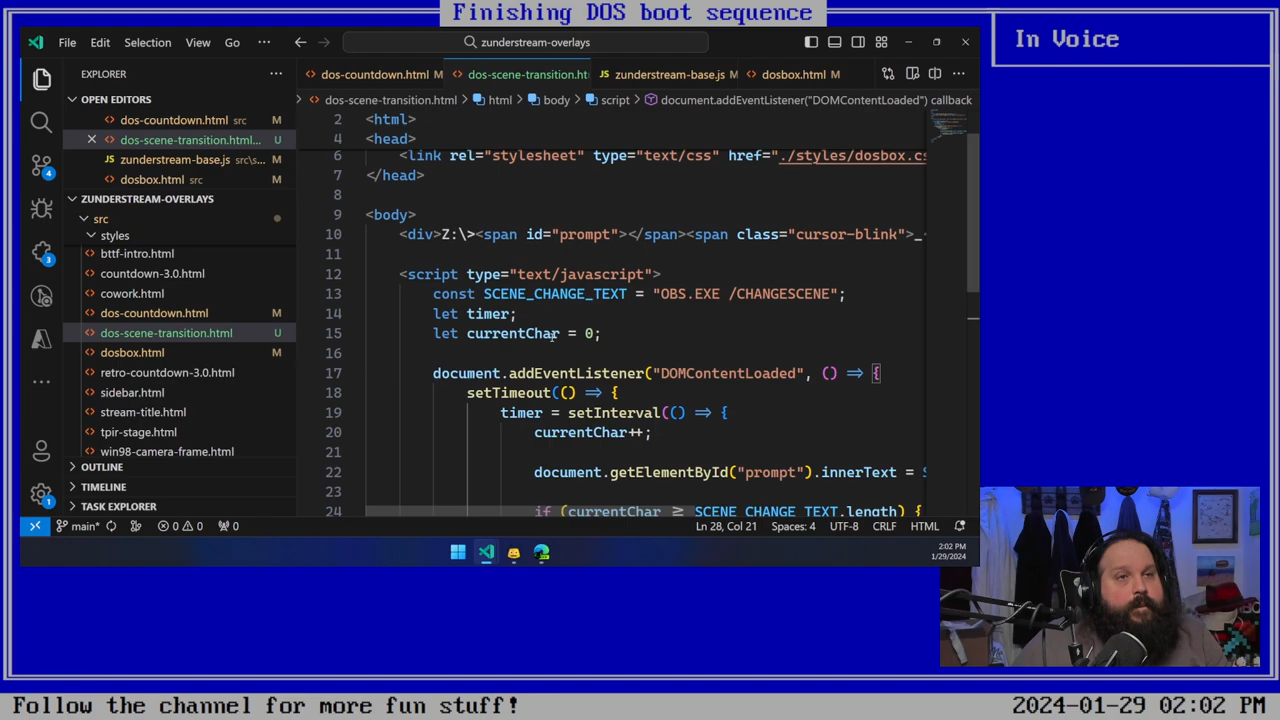 Finishing DOS boot sequence
In Voice
File Edit Selection View Go
zunderstream-overlays
EXPLORER
OPEN EDITORS
dos-countdown.html src M
dos-scene-transition.html... U
zunderstream-base.js src\s... M
dosbox.html src M
ZUNDERSTREAM-OVERLAYS
src
styles
bttf-intro.html
countdown-3.0.html
cowork.html
dos-countdown.html M
dos-scene-transition.html U
dosbox.html M
retro-countdown-3.0.html
sidebar.html
stream-title.html
tpir-stage.html
win98-camera-frame.html
OUTLINE
TIMELINE
TASK EXPLORER
4
3
1
dos-countdown.html M dos-scene-transition.ht JS zunderstream-base.js M dosbox.html M
dos-scene-transition.html > html > body > script > document.addEventListener("DOMContentLoaded") callback
2 <html>
4 <head>
6 <link rel="stylesheet" type="text/css" href="./styles/dosbox.cs
7 </head>
8
9 <body>
10 <div>Z:\><span id="prompt"></span><span class="cursor-blink">_<
11
12 <script type="text/javascript">
13 const SCENE_CHANGE_TEXT = "OBS.EXE /CHANGESCENE";
14 let timer;
15 let currentChar = 0;
16
17 document.addEventListener("DOMContentLoaded", () => {
18 setTimeout(() => {
19 timer = setInterval(() => {
20 currentChar++;
21
22 document.getElementById("prompt").innerText = S
23
24 if (currentChar ≥ SCENE_CHANGE_TEXT.length) {
main* 0 0 0 Ln 28, Col 21 Spaces: 4 UTF-8 CRLF HTML
2:02 PM
1/29/2024
Follow the channel for more fun stuff!
2024-01-29 02:02 PM